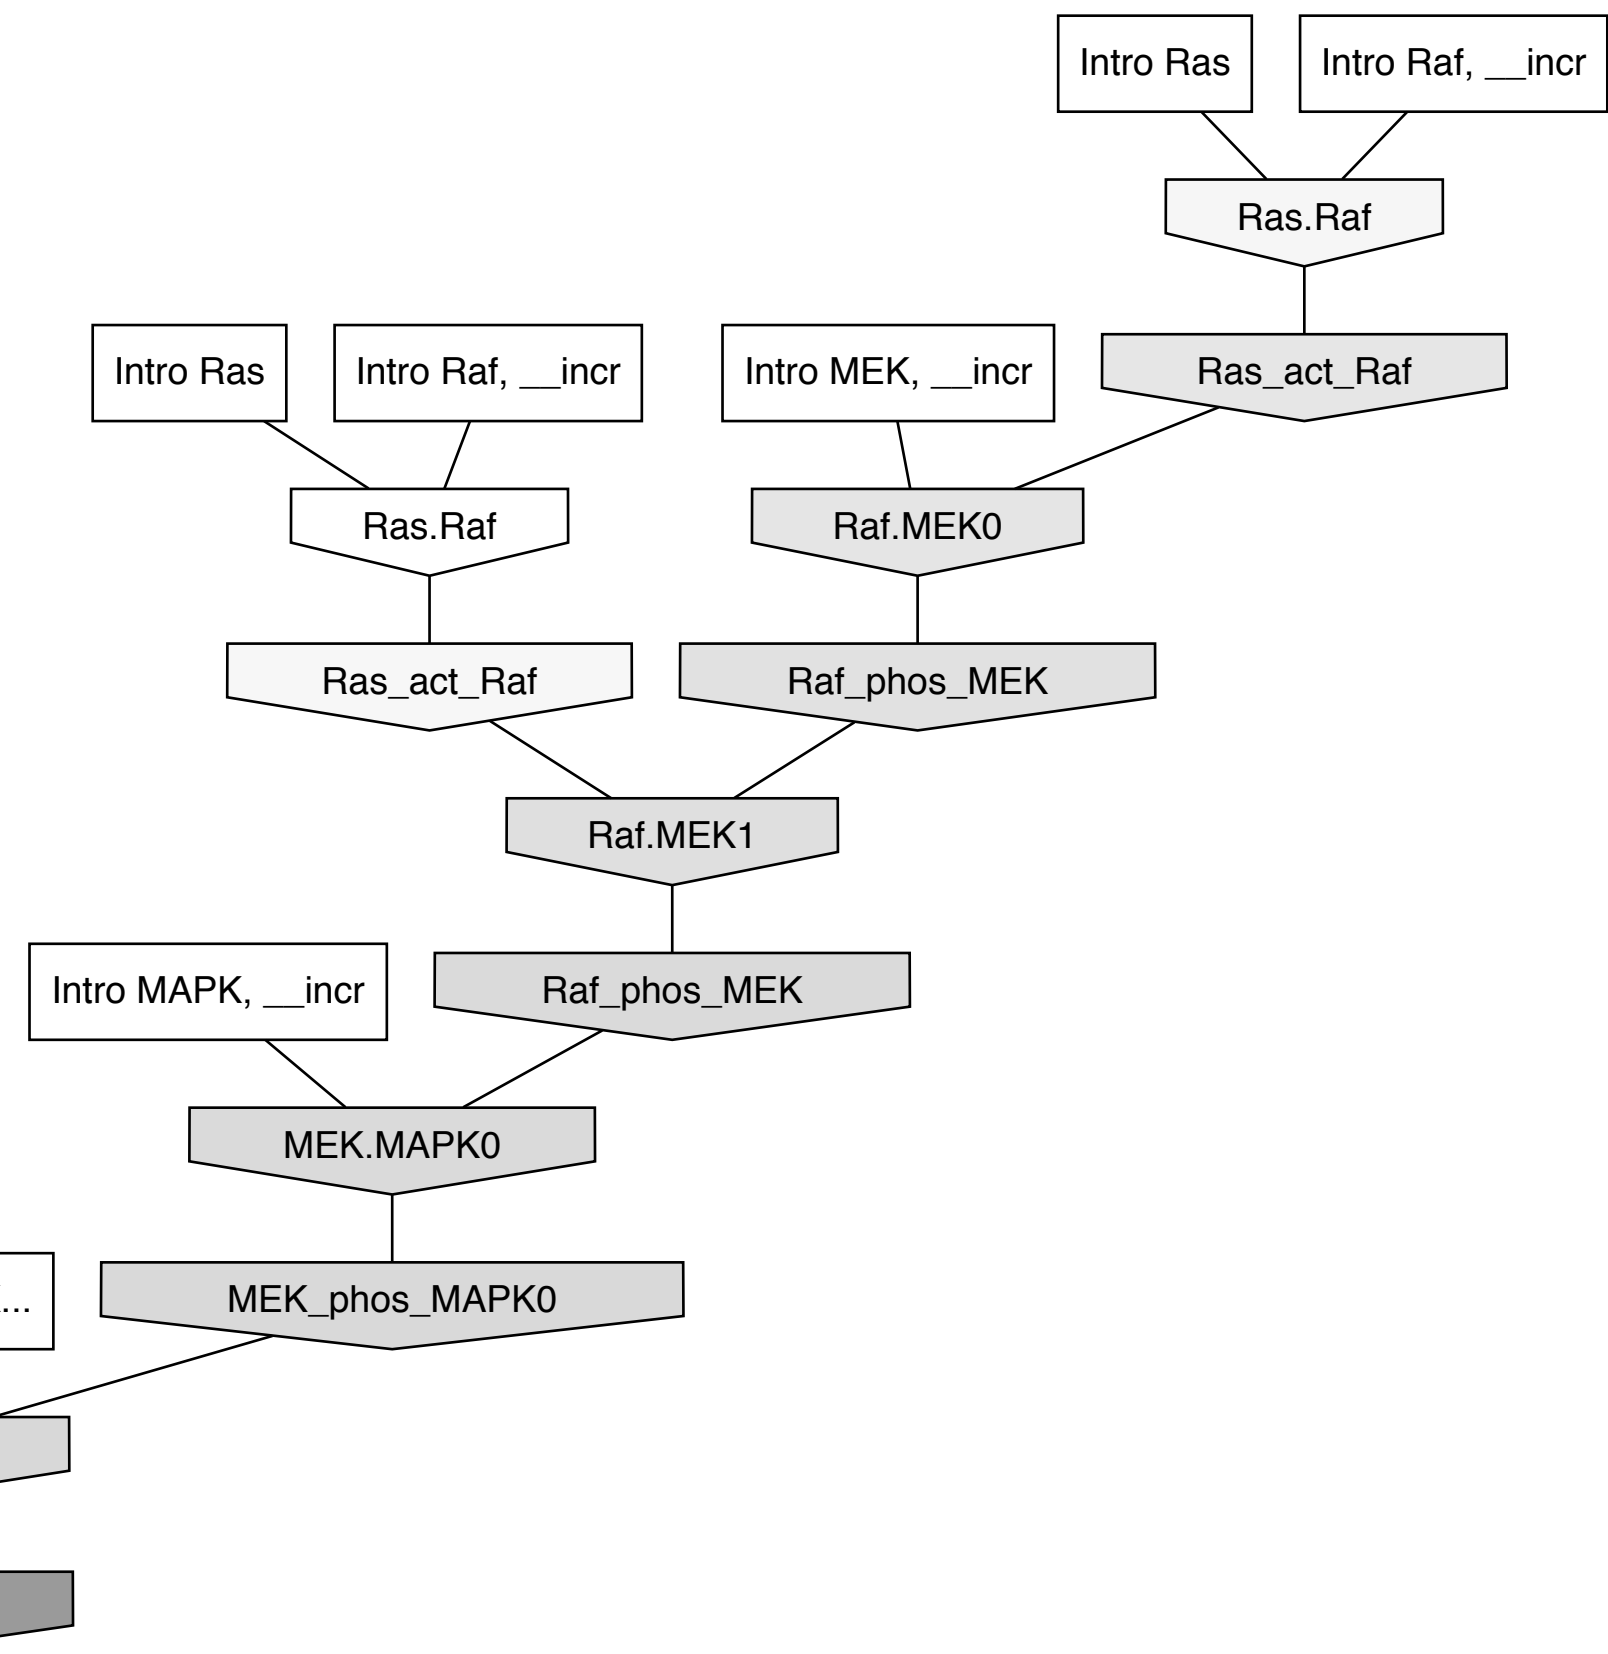 Intro Ras
Intro Raf, __incr
Ras.Raf
Intro Ras
Intro Raf, __incr
Intro MEK, __incr
Ras_act_Raf
Ras.Raf
Raf.MEK0
Ras_act_Raf
Raf_phos_MEK
Raf.MEK1
Intro MAPK, __incr
Raf_phos_MEK
MEK.MAPK0
MEK_phos_MAPK0
...